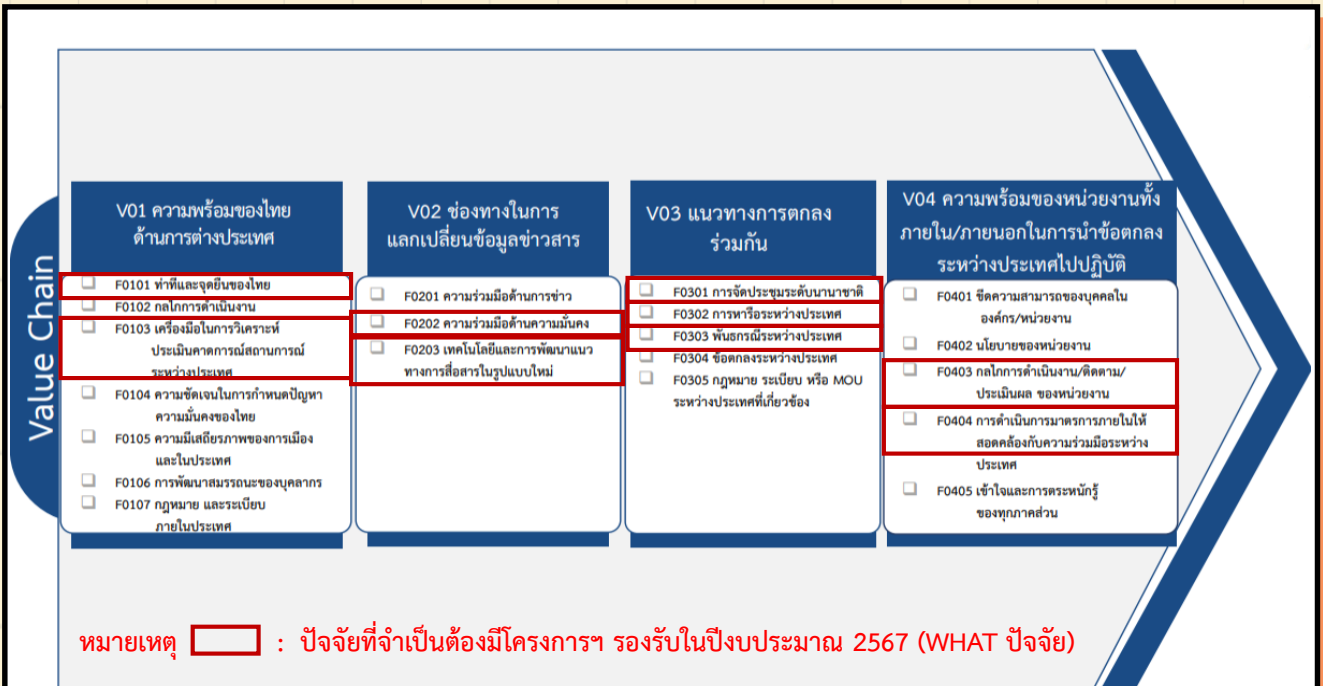 Value Chain
V01 ความพร้อมของไทย
ด้านการต่างประเทศ
F0101 ท่าทีและจุดยืนของไทย
F0102 กลไกการดำเนินงาน
F0103 เครื่องมือในการวิเคราะห์
ประเมินคาดการณ์สถานการณ์
ระหว่างประเทศ
F0104 ความชัดเจนในการกำหนดปัญหา
ความมั่นคงของไทย
F0105 ความมีเสถียรภาพของการเมือง
และในประเทศ
F0106 การพัฒนาสมรรถนะของบุคลากร
F0107 กฎหมาย และระเบียบ
ภายในประเทศ
V02 ช่องทางในการ
แลกเปลี่ยนข้อมูลข่าวสาร
F0201 ความร่วมมือด้านการข่าว
F0202 ความร่วมมือด้านความมั่นคง
F0203 เทคโนโลยีและการพัฒนาแนว
ทางการสื่อสารในรูปแบบใหม่
V03 แนวทางการตกลง
ร่วมกัน
F0301 การจัดประชุมระดับนานาชาติ
F0302 การหารือระหว่างประเทศ
F0303 พันธกรณีระหว่างประเทศ
F0304 ข้อตกลงระหว่างประเทศ
F0305 กฎหมาย ระเบียบ หรือ MOU
ระหว่างประเทศที่เกี่ยวข้อง
V04 ความพร้อมของหน่วยงานทั้ง
ภายใน/ภายนอกในการนำข้อตกลง
ระหว่างประเทศไปปฏิบัติ
F0401 ขีดความสามารถของบุคคลใน
องค์กร/หน่วยงาน
F0402 นโยบายของหน่วยงาน
F0403 กลไกการดำเนินงาน/ติดตาม/
ประเมินผล ของหน่วยงาน
F0404 การดำเนินการมาตรการภายในให้
สอดคล้องกับความร่วมมือระหว่าง
ประเทศ
F0405 เข้าใจและการตระหนักรู้
ของทุกภาคส่วน
หมายเหตุ : ปัจจัยที่จำเป็นต้องมีโครงการฯ รองรับในปีงบประมาณ 2567 (WHAT ปัจจัย)